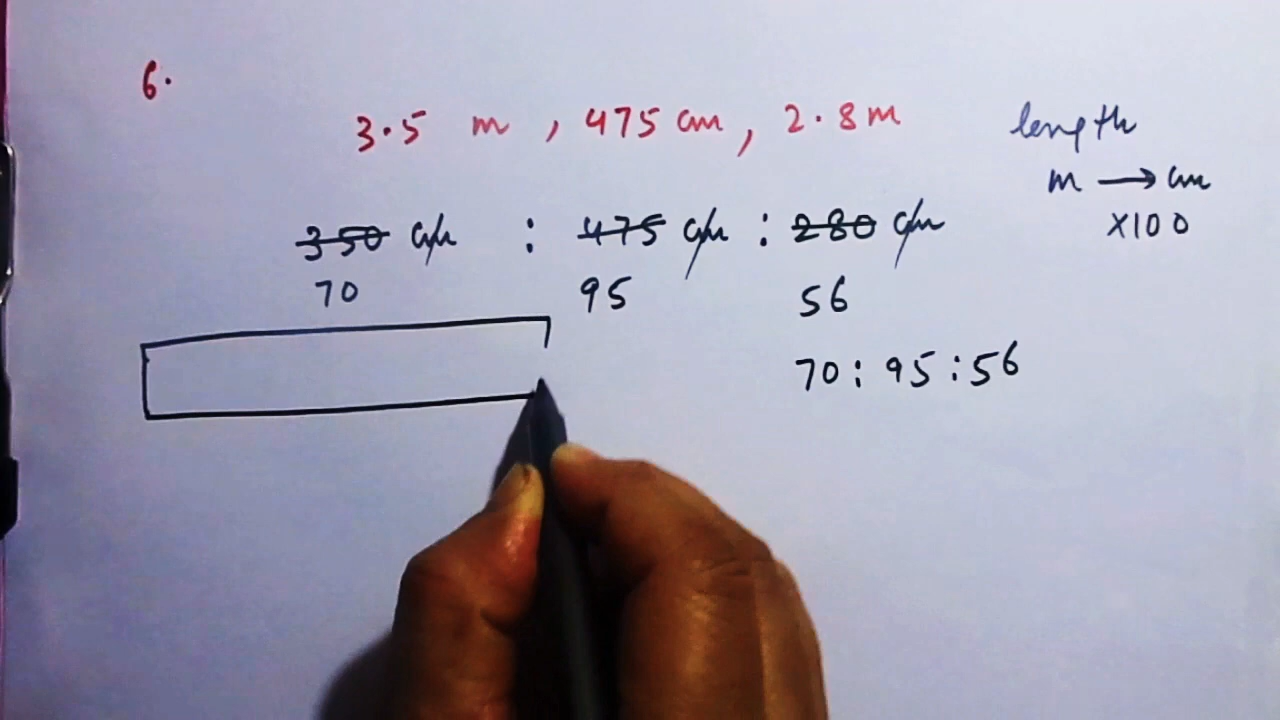 6.
3.5 m , 475 cm , 2.8 m
length
m → cm
×100
350 cm : 475 cm : 280 cm
70 95 56
70 : 95 : 56